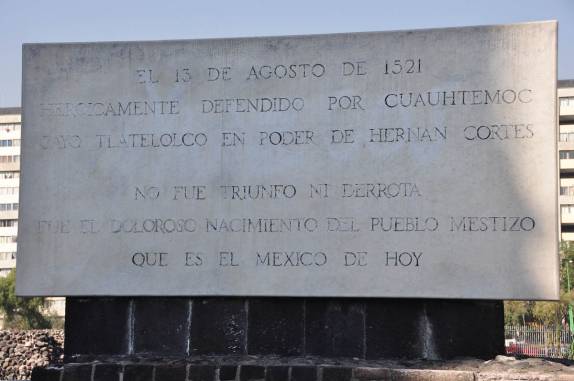 EL 13 DE AGOSTO DE 1521
HEROICAMENTE DEFENDIDO POR CUAUHTEMOC
CAYO TLATELOLCO EN PODER DE HERNAN CORTES
NO FUE TRIUNFO NI DERROTA
FUE EL DOLOROSO NACIMIENTO DEL PUEBLO MESTIZO
QUE ES EL MEXICO DE HOY